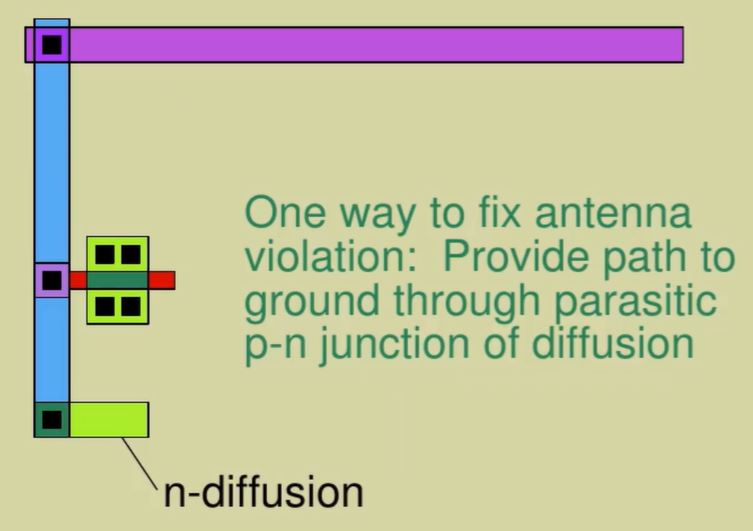 One way to fix antenna
violation: Provide path to
ground through parasitic
p-n junction of diffusion
n-diffusion